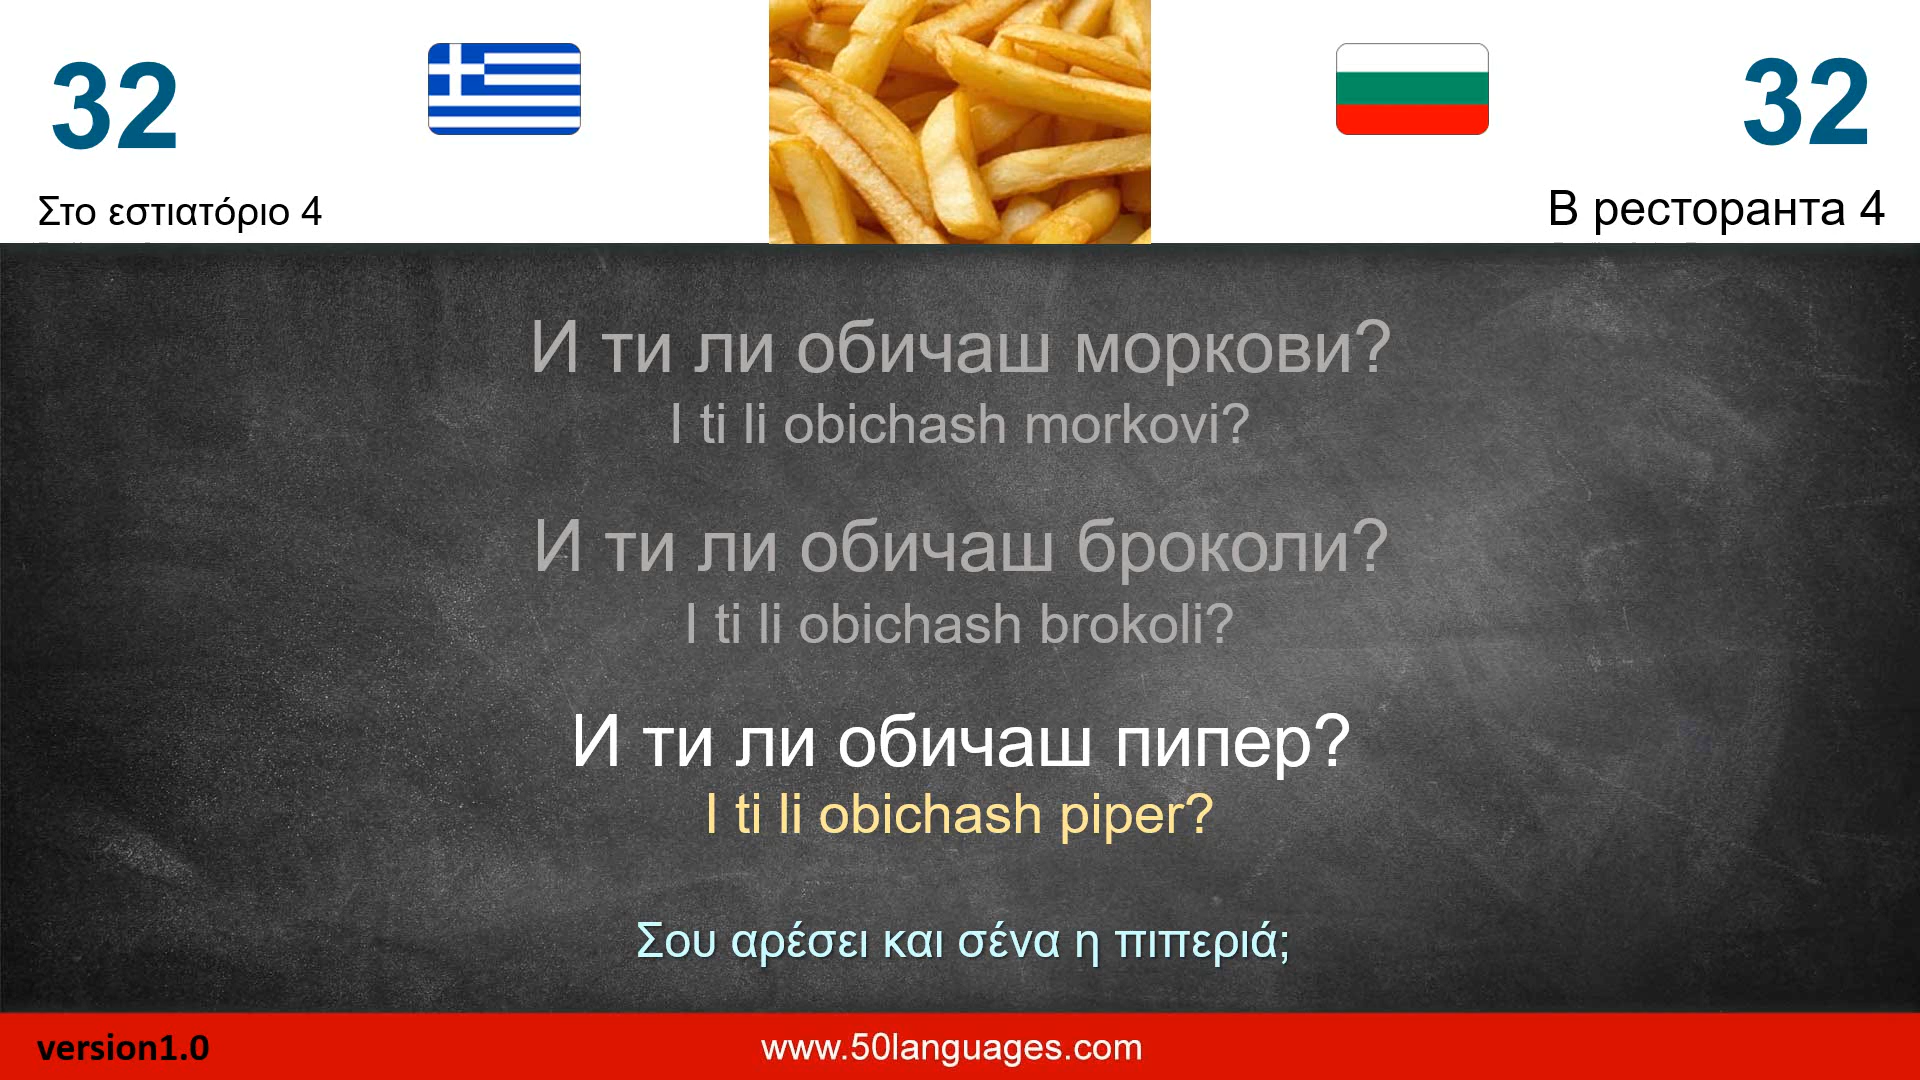 32
32
Στο εστιατόριο 4
В ресторанта 4
И ти ли обичаш моркови?
I ti li obichash morkovi?
И ти ли обичаш броколи?
I ti li obichash brokoli?
И ти ли обичаш пипер?
I ti li obichash piper?
Σου αρέσει και σένα η πιπεριά;
version1.0
www.50languages.com